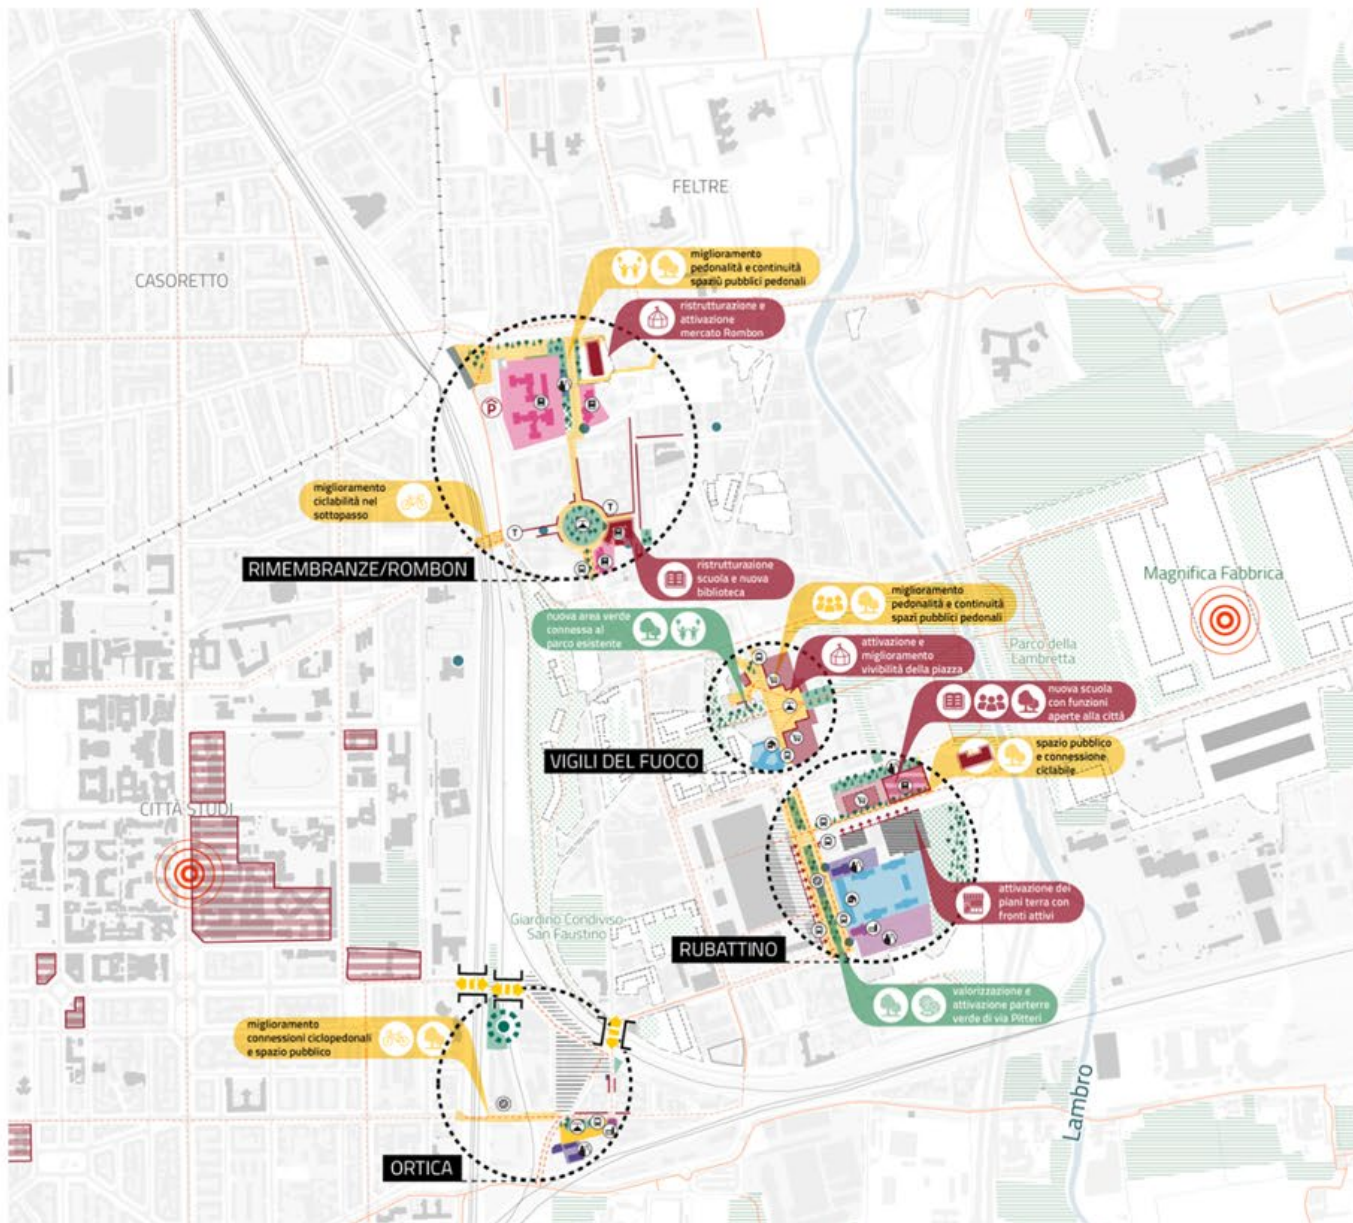 FELTRE
CASORETTO
miglioramento
pedonalità e continuità
spaziù pubblici pedonali
ristrutturazione e
attivazione
mercato Rombon
P
miglioramento
ciclabilità nel
sottopasso
T
T
RIMEMBRANZE/ROMBON
ristrutturazione
scuola e nuova
biblioteca
Magnifica Fabbrica
miglioramento
pedonalità e continuità
spazi pubblici pedonali
nuova area verde
connessa al
parco esistente
attivazione e
miglioramento
vivibilità della piazza
Parco della
Lambretta
nuova scuola
con funzioni
aperte alla città
VIGILI DEL FUOCO
spazio pubblico
e connessione
ciclabile
CITTÀ STUDI
attivazione dei
piani terra con
fronti attivi
Giardino Condiviso
San Faustino
RUBATTINO
valorizzazione e
attivazione parterre
verde di via Pitteri
miglioramento
connessioni ciclopedonali
e spazio pubblico
Lambro
ORTICA